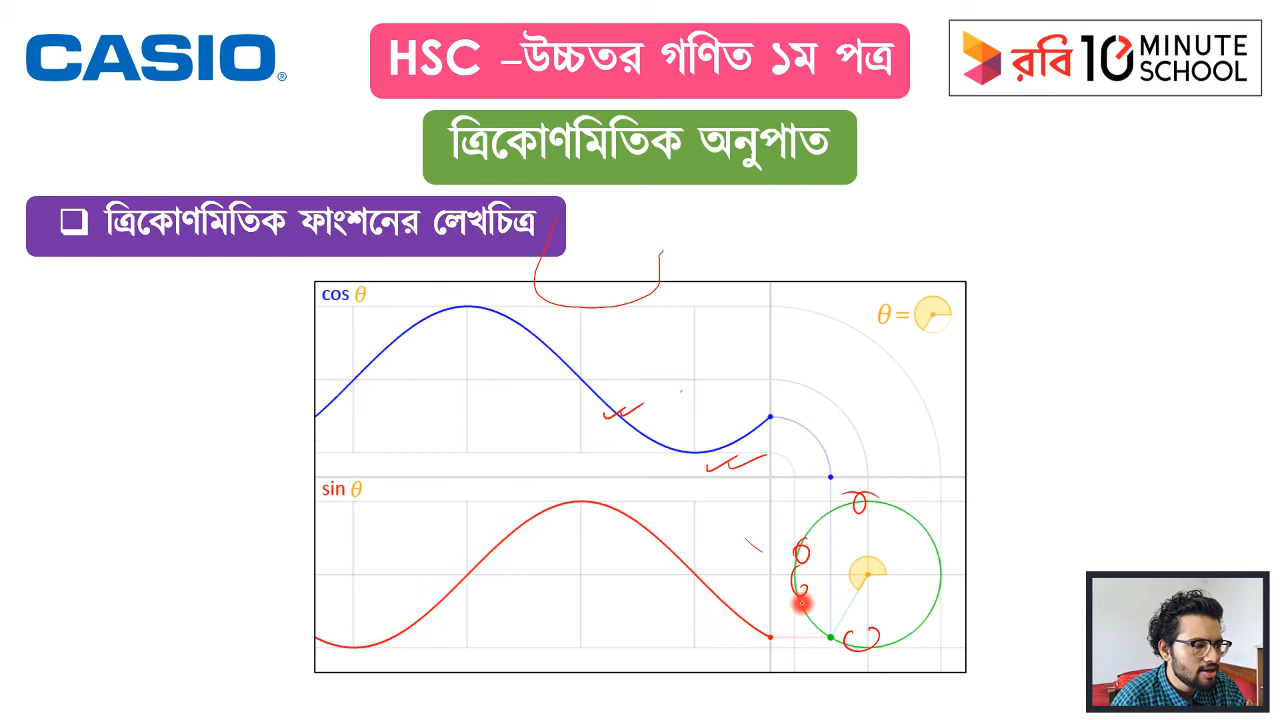 CASIO®
HSC –উচ্চতর গণিত ১ম পত্র
রবি 10 MINUTE SCHOOL
ত্রিকোণমিতিক অনুপাত
❑ ত্রিকোণমিতিক ফাংশনের লেখচিত্র
cos θ
θ =
sin θ